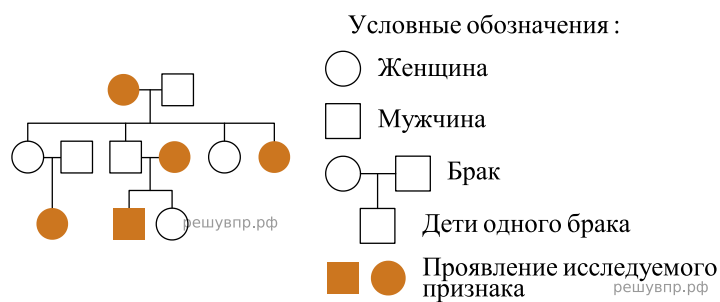 Условные обозначения :
Женщина
Мужчина
Брак
Дети одного брака
решувпр.рф
Проявление исследуемого
признака
решувпр.рф